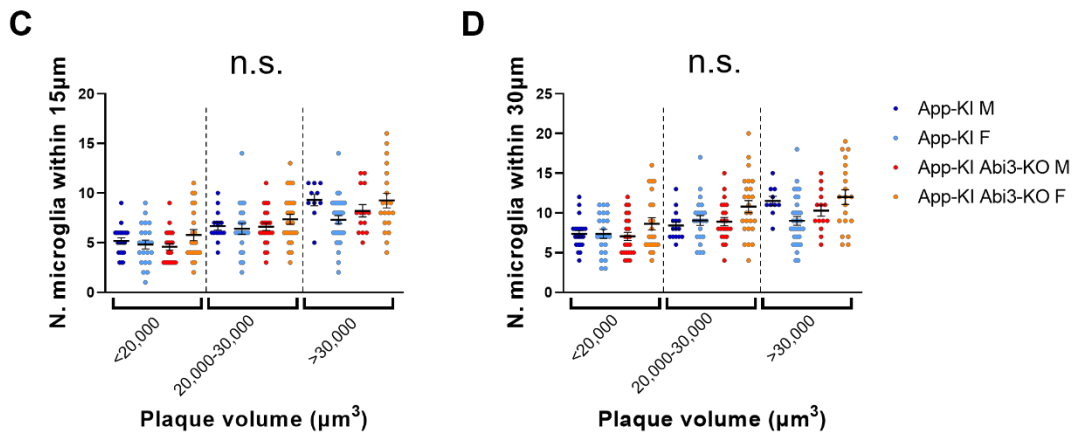 C
n.s.
N. microglia within 15µm
20
15
10
5
0
<20,000
20,000-30,000
>30,000
Plaque volume (µm³)
D
n.s.
N. microglia within 30µm
25
20
15
10
5
0
<20,000
20,000-30,000
>30,000
Plaque volume (µm³)
App-KI M
App-KI F
App-KI Abi3-KO M
App-KI Abi3-KO F